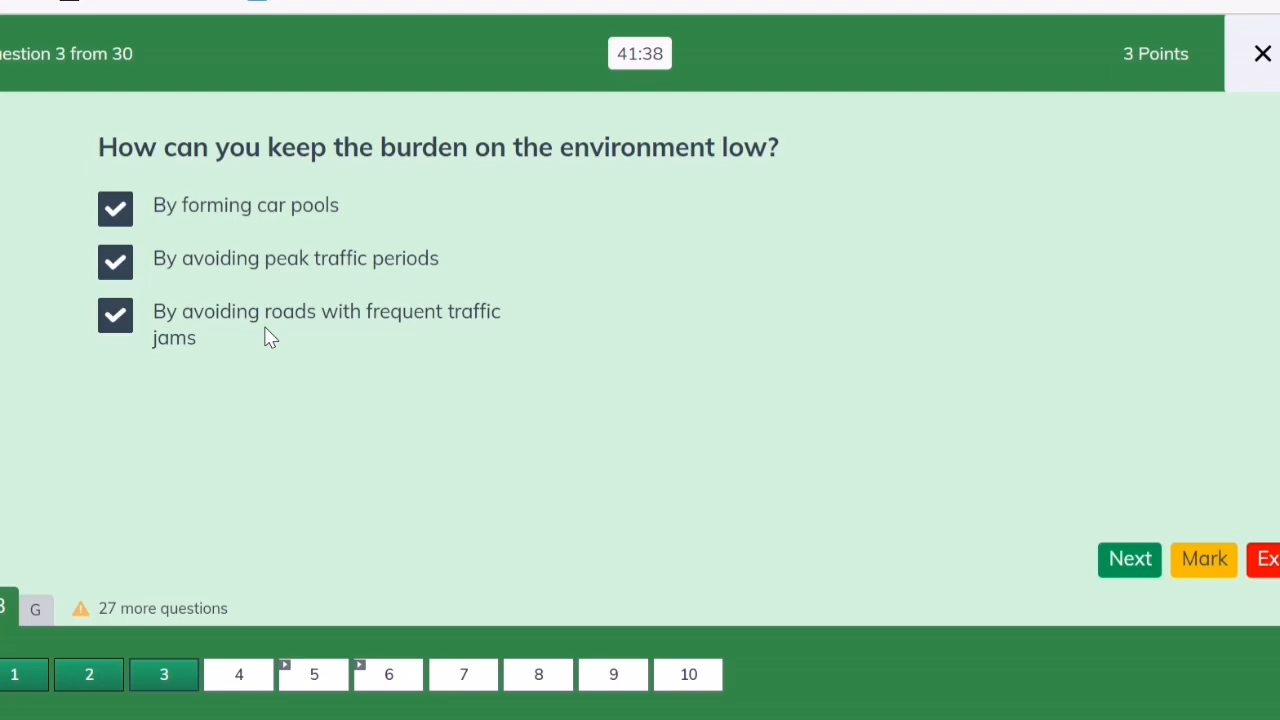 estion 3 from 30
41:38
3 Points
How can you keep the burden on the environment low?
By forming car pools
By avoiding peak traffic periods
By avoiding roads with frequent traffic
jams
Next
Mark
Ex
G
27 more questions
1
2
3
4
5
6
7
8
9
10